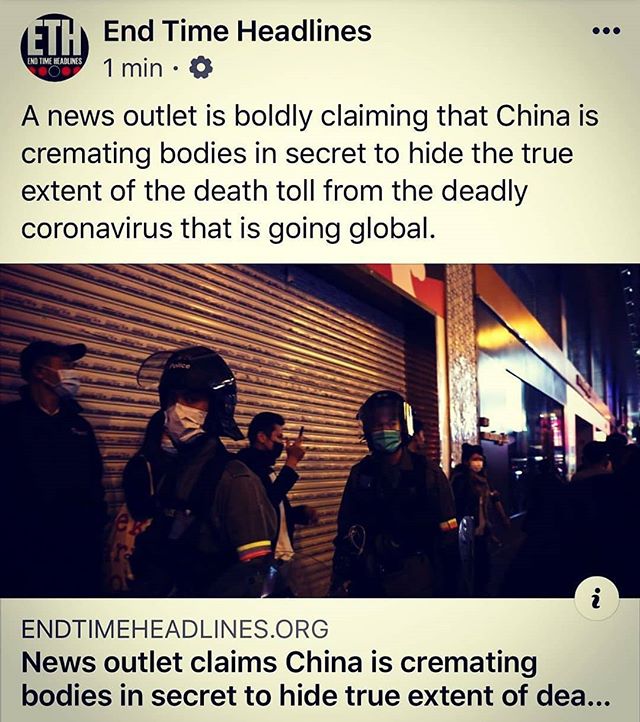 ETH
END TIME HEADLINES
End Time Headlines
1 min ·
A news outlet is boldly claiming that China is
cremating bodies in secret to hide the true
extent of the death toll from the deadly
coronavirus that is going global.
Police
ENDTIMEHEADLINES.ORG
News outlet claims China is cremating
bodies in secret to hide true extent of dea...